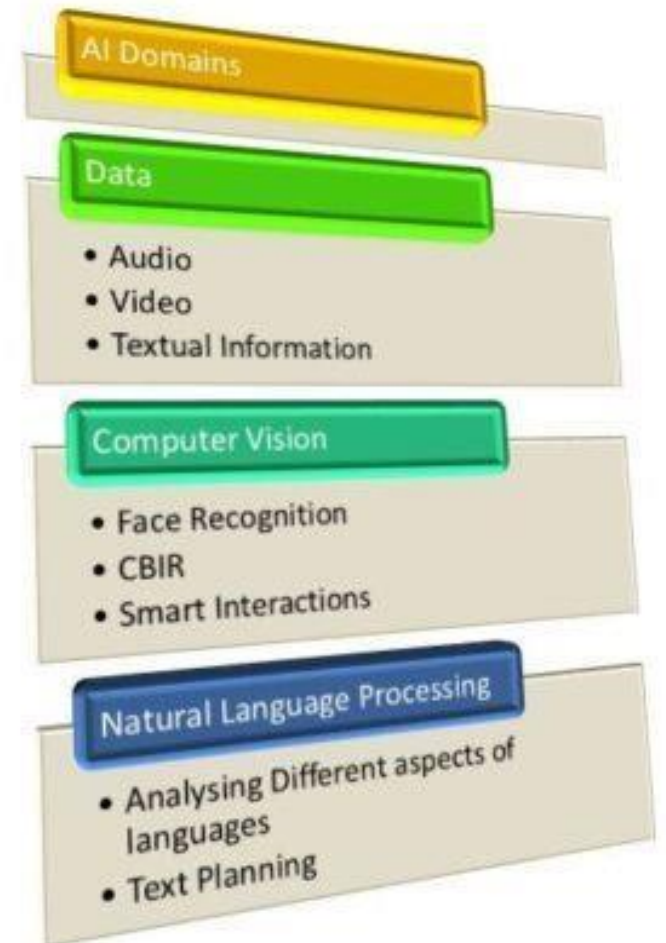 AI Domains
Data
• Audio
• Video
• Textual Information
Computer Vision
• Face Recognition
• CBIR
• Smart Interactions
Natural Language Processing
• Analysing Different aspects of
languages
• Text Planning